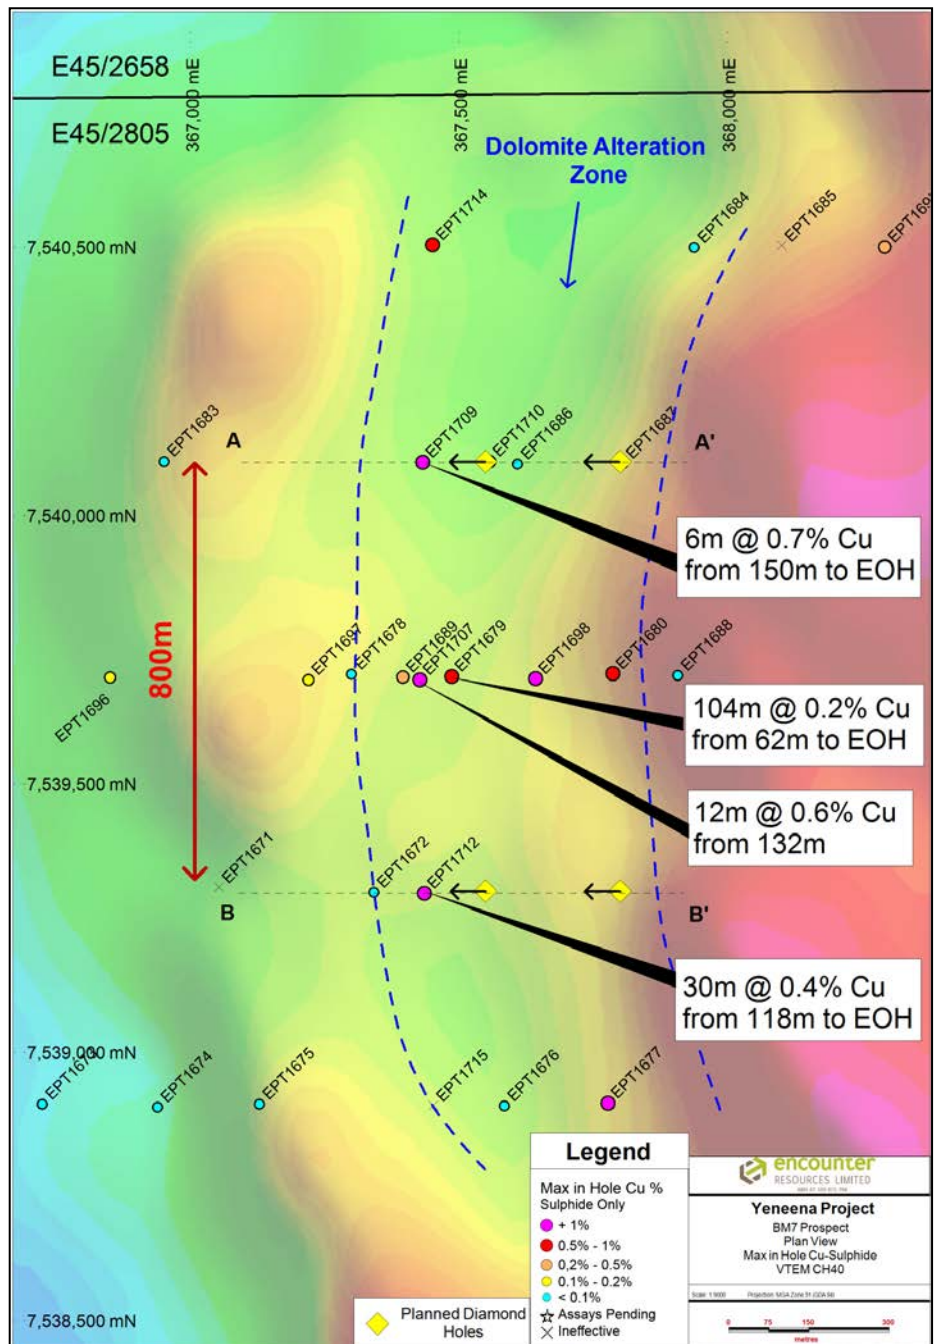 E45/2658
E45/2805
367,000 mE
367,500 mE
368,000 mE
Dolomite Alteration
Zone
7,540,500 mN
EPT1714
EPT1684
EPT1685
EPT1683
A
EPT1709
EPT1710
EPT1686
EPT1687
A'
7,540,000 mN
6m @ 0.7% Cu
from 150m to EOH
800m
EPT1696
EPT1697
EPT1678
EPT1689
EPT1707
EPT1679
EPT1698
EPT1680
EPT1688
104m @ 0.2% Cu
from 62m to EOH
7,539,500 mN
12m @ 0.6% Cu
from 132m
EPT1671
EPT1672
EPT1712
B
B'
30m @ 0.4% Cu
from 118m to EOH
7,539,000 mN
EPT1674
EPT1675
EPT1715
EPT1676
EPT1677
Legend
Max in Hole Cu %
Sulphide Only
+ 1%
0.5% - 1%
0,2% - 0.5%
0.1% - 0.2%
< 0.1%
Assays Pending
Ineffective
Planned Diamond
Holes
encounter
RESOURCES LIMITED
Yeneena Project
BM7 Prospect
Plan View
Max in Hole Cu-Sulphide
VTEM CH40
0 75 150 300
metres
7,538,500 mN